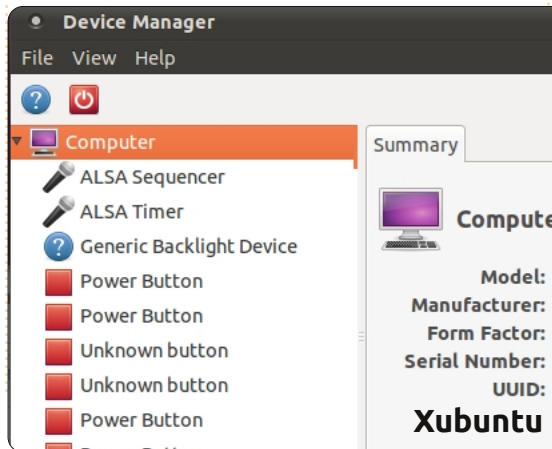 Device Manager
File View Help
Computer
ALSA Sequencer
ALSA Timer
Generic Backlight Device
Power Button
Power Button
Unknown button
Unknown button
Power Button
Summary
Compute
Model:
Manufacturer:
Form Factor:
Serial Number:
UUID:
Xubuntu